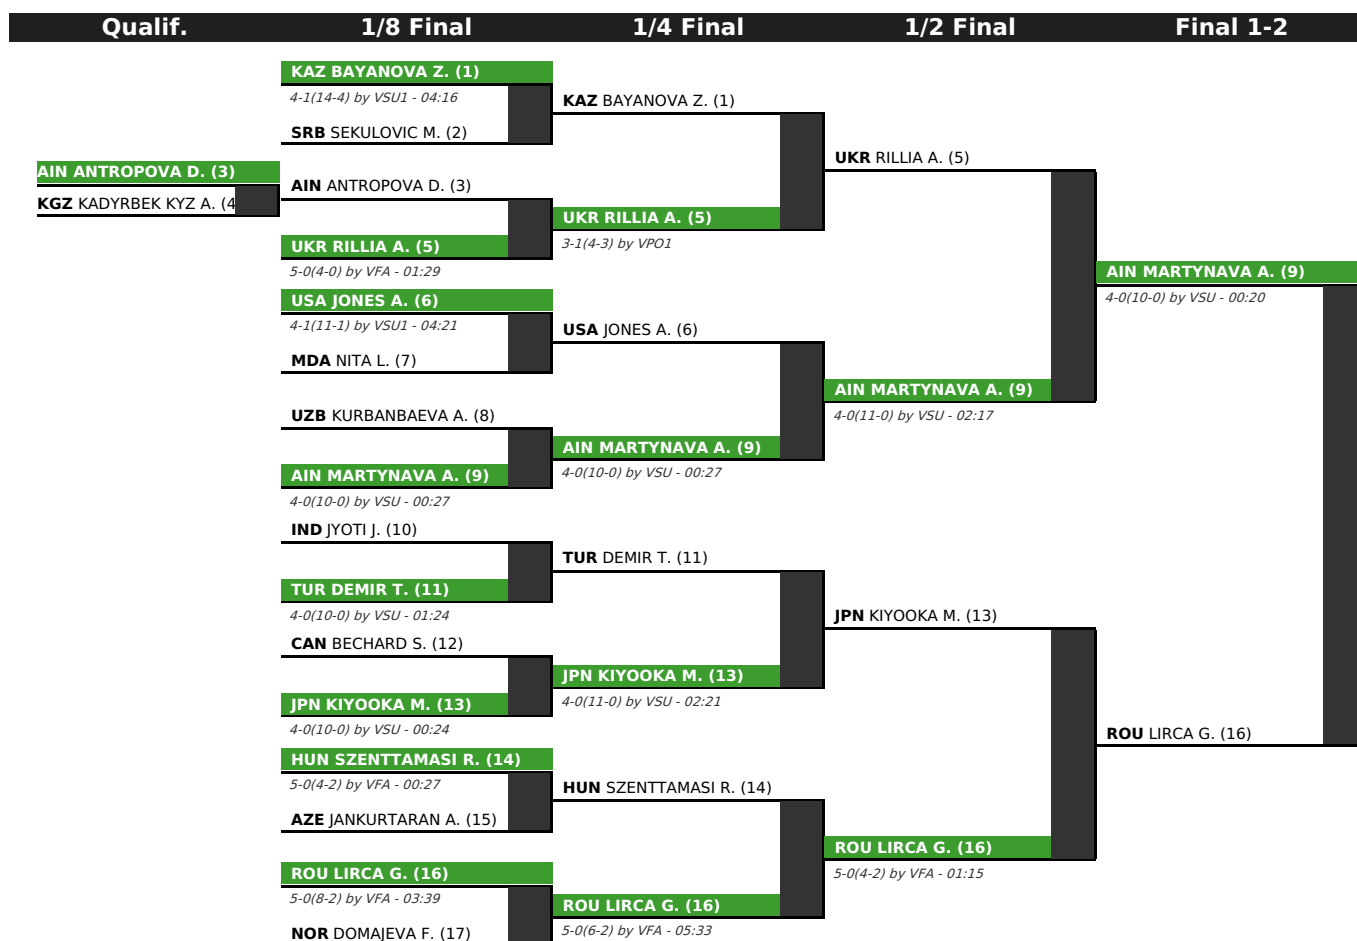 Qualif. 1/8 Final 1/4 Final 1/2 Final Final 1-2
KAZ BAYANOVA Z. (1)
4-1(14-4) by VSU1 - 04:16
SRB SEKULOVIC M. (2)
KAZ BAYANOVA Z. (1)
AIN ANTROPOVA D. (3)
KGZ KADYRBEK KYZ A. (4
AIN ANTROPOVA D. (3)
UKR RILLIA A. (5)
5-0(4-0) by VFA - 01:29
UKR RILLIA A. (5)
3-1(4-3) by VPO1
UKR RILLIA A. (5)
USA JONES A. (6)
4-1(11-1) by VSU1 - 04:21
MDA NITA L. (7)
USA JONES A. (6)
UZB KURBANBAEVA A. (8)
AIN MARTYNAVA A. (9)
4-0(10-0) by VSU - 00:27
AIN MARTYNAVA A. (9)
4-0(10-0) by VSU - 00:27
AIN MARTYNAVA A. (9)
4-0(11-0) by VSU - 02:17
AIN MARTYNAVA A. (9)
4-0(10-0) by VSU - 00:20
IND JYOTI J. (10)
TUR DEMIR T. (11)
4-0(10-0) by VSU - 01:24
TUR DEMIR T. (11)
CAN BECHARD S. (12)
JPN KIYOOKA M. (13)
4-0(10-0) by VSU - 00:24
JPN KIYOOKA M. (13)
4-0(11-0) by VSU - 02:21
JPN KIYOOKA M. (13)
HUN SZENTTAMASI R. (14)
5-0(4-2) by VFA - 00:27
AZE JANKURTARAN A. (15)
HUN SZENTTAMASI R. (14)
ROU LIRCA G. (16)
5-0(8-2) by VFA - 03:39
NOR DOMAJEVA F. (17)
ROU LIRCA G. (16)
5-0(6-2) by VFA - 05:33
ROU LIRCA G. (16)
5-0(4-2) by VFA - 01:15
ROU LIRCA G. (16)